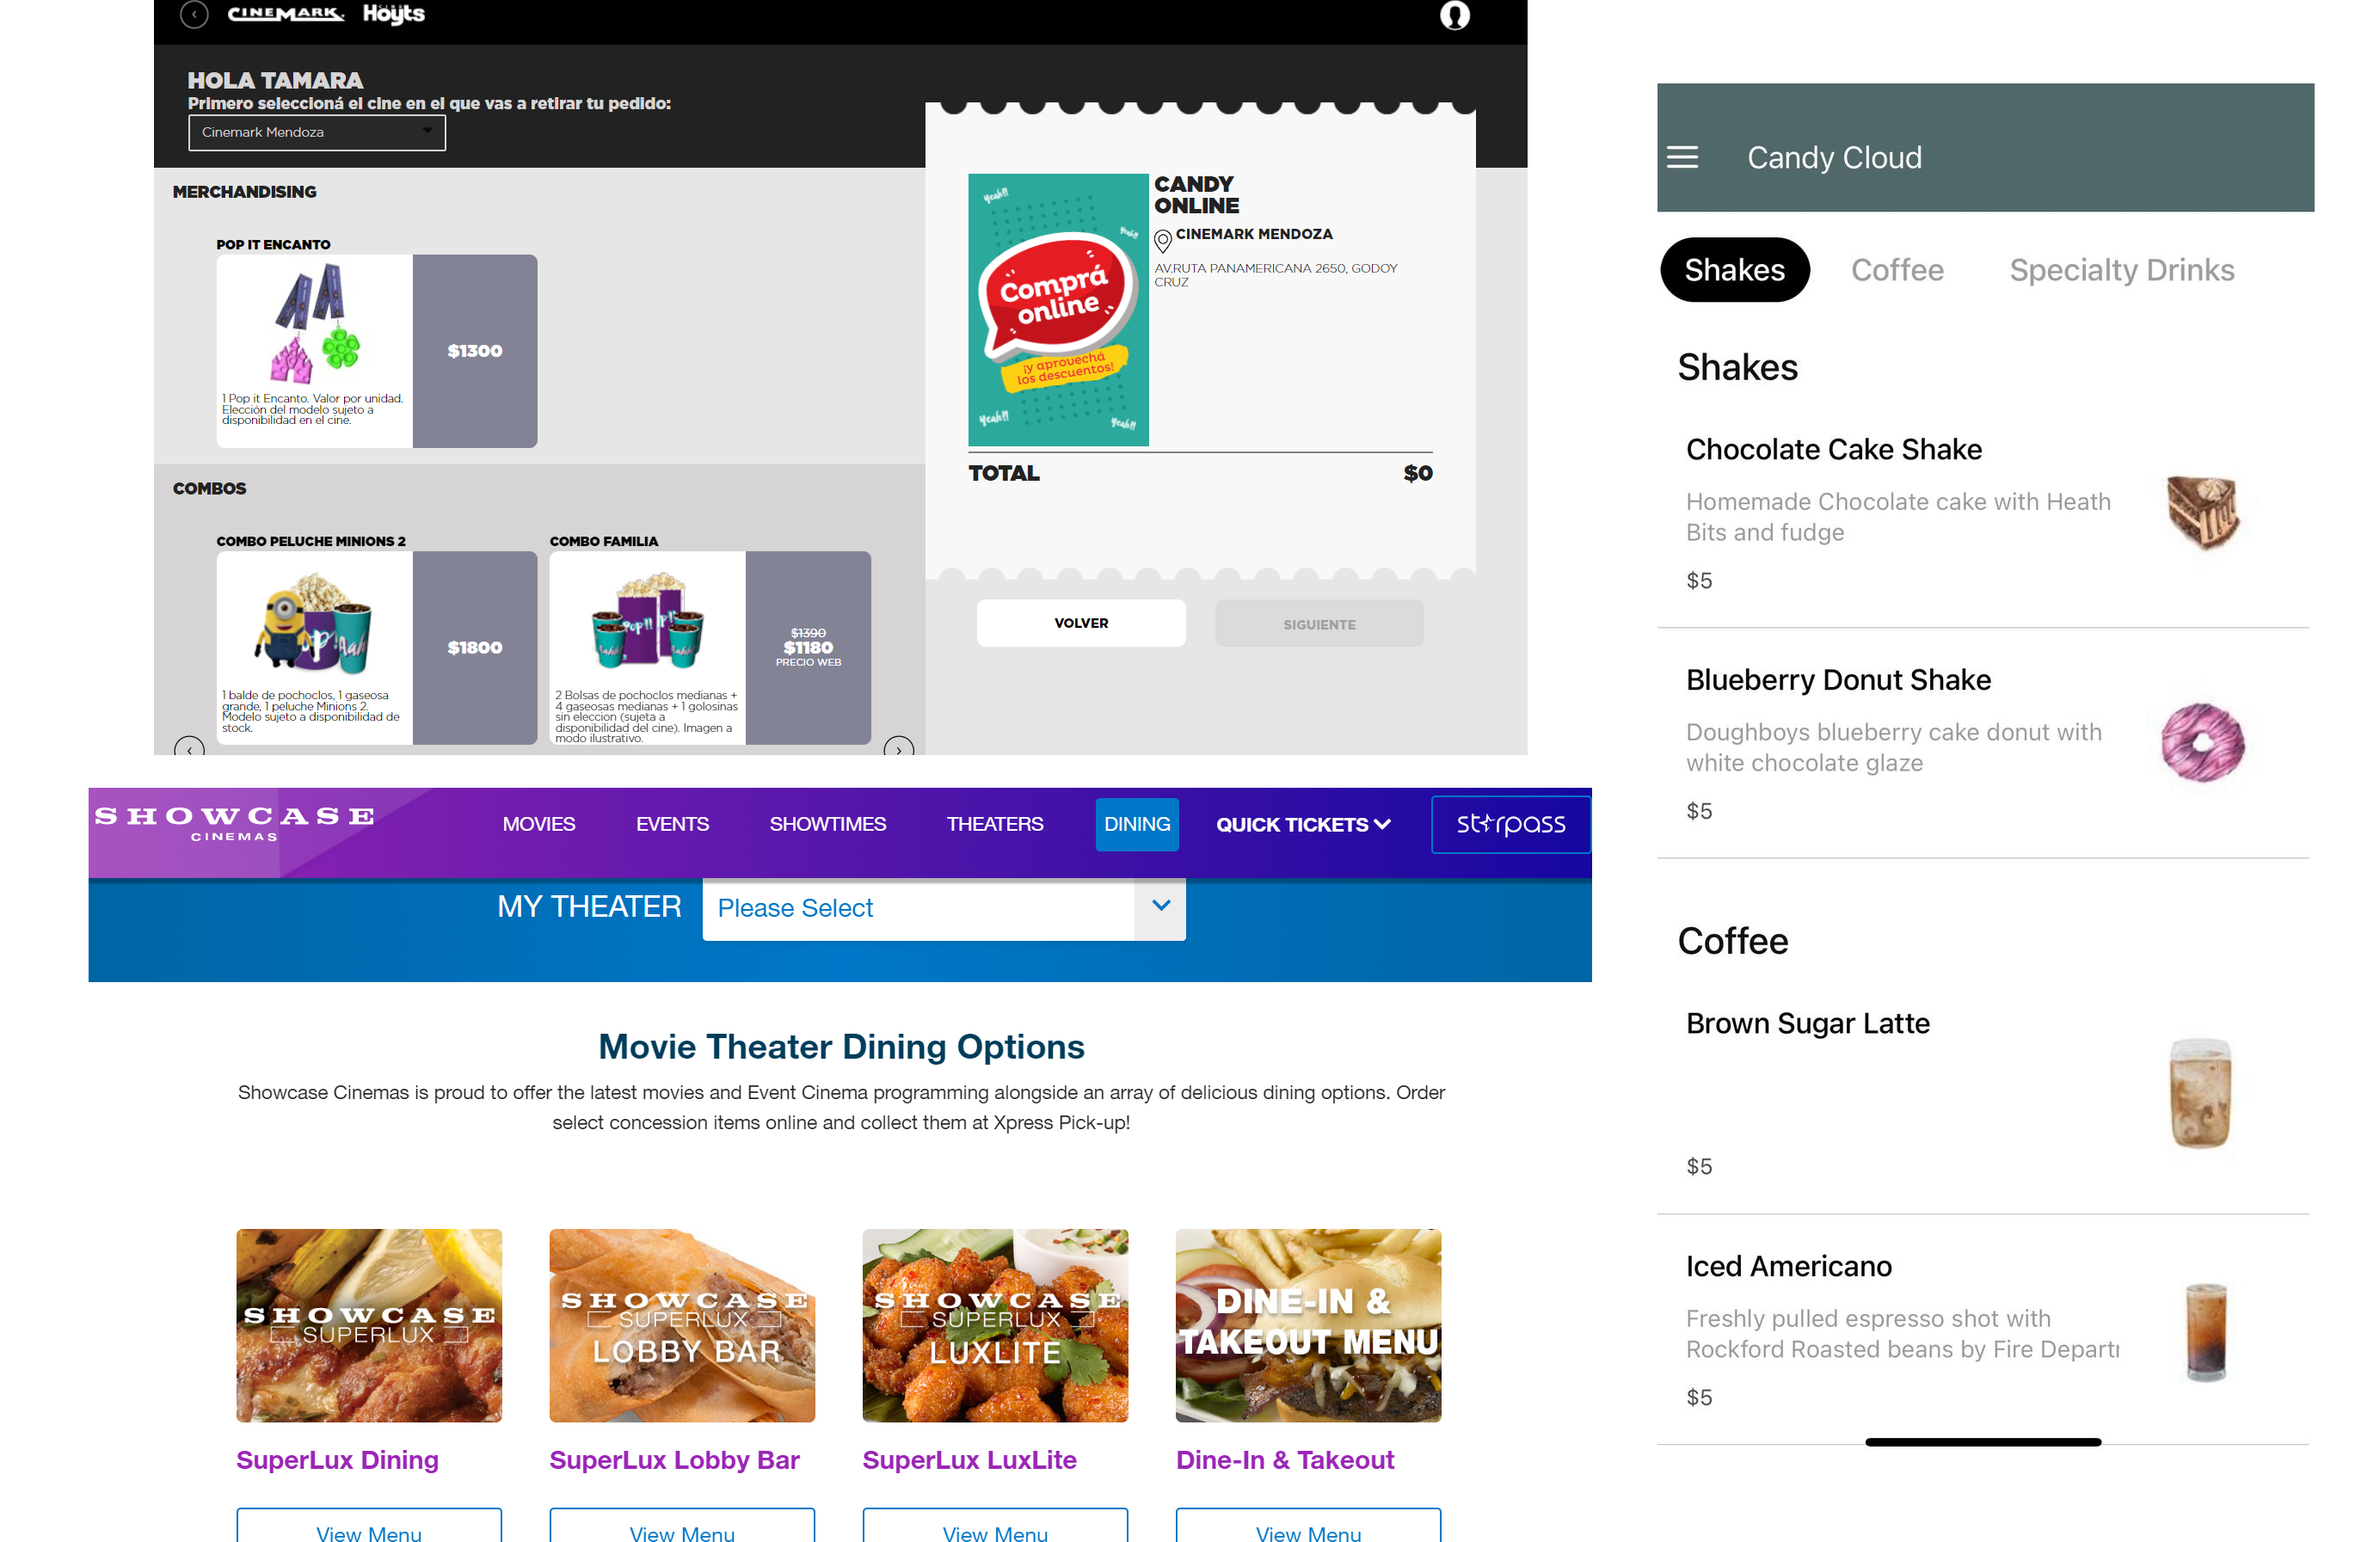 CINEMARK
Hoyts
HOLA TAMARA
Primero seleccioná el cine en el que vas a retirar tu pedido:
Cinemark Mendoza
MERCHANDISING
POP IT ENCANTO
$1300
1 Pop it Encanto. Valor por unidad.
Elección del modelo sujeto a
disponibilidad en el cine.
COMBOS
COMBO PELUCHE MINIONS 2
$1800
1 balde de pochoclos, 1 gaseosa
grande, 1 peluche Minions 2.
Modelo sujeto a disponibilidad de
stock.
COMBO FAMILIA
$1390
$1180
PRECIO WEB
2 Bolsas de pochoclos medianas +
4 gaseosas medianas + 1 golosinas
sin eleccion (sujeta a
disponibilidad del cine). Imagen a
modo ilustrativo.
Yeah!!
Yeah!!
Comprá
online
¡y aprovechá
los descuentos!
Yeah!!
Yeah!!
CANDY
ONLINE
CINEMARK MENDOZA
AV.RUTA PANAMERICANA 2650, GODOY
CRUZ
TOTAL $0
VOLVER
SIGUIENTE
SHOWCASE
CINEMAS
MOVIES EVENTS SHOWTIMES THEATERS DINING QUICK TICKETS starpass
MY THEATER Please Select
Movie Theater Dining Options
Showcase Cinemas is proud to offer the latest movies and Event Cinema programming alongside an array of delicious dining options. Order
select concession items online and collect them at Xpress Pick-up!
SHOWCASE
SUPERLUX
SuperLux Dining
View Menu
SHOWCASE
SUPERLUX
LOBBY BAR
SuperLux Lobby Bar
View Menu
SHOWCASE
SUPERLUX
LUXLITE
SuperLux LuxLite
View Menu
DINE-IN &
TAKEOUT MENU
Dine-In & Takeout
View Menu
Candy Cloud
Shakes Coffee Specialty Drinks
Shakes
Chocolate Cake Shake
Homemade Chocolate cake with Heath
Bits and fudge
$5
Blueberry Donut Shake
Doughboys blueberry cake donut with
white chocolate glaze
$5
Coffee
Brown Sugar Latte
$5
Iced Americano
Freshly pulled espresso shot with
Rockford Roasted beans by Fire Departr
$5